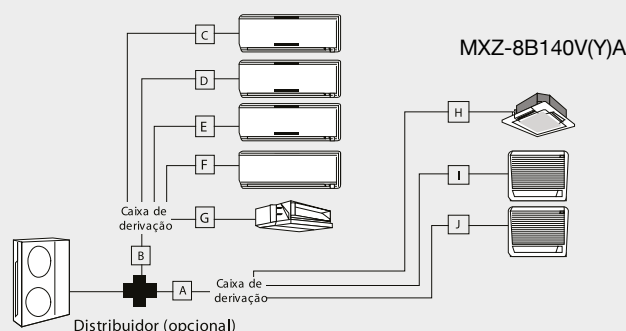 C
MXZ-8B140V(Y)A
D
E
H
F
I
Caixa de
derivação
G
J
B
A
Caixa de
derivação
Distribuidor (opcional)